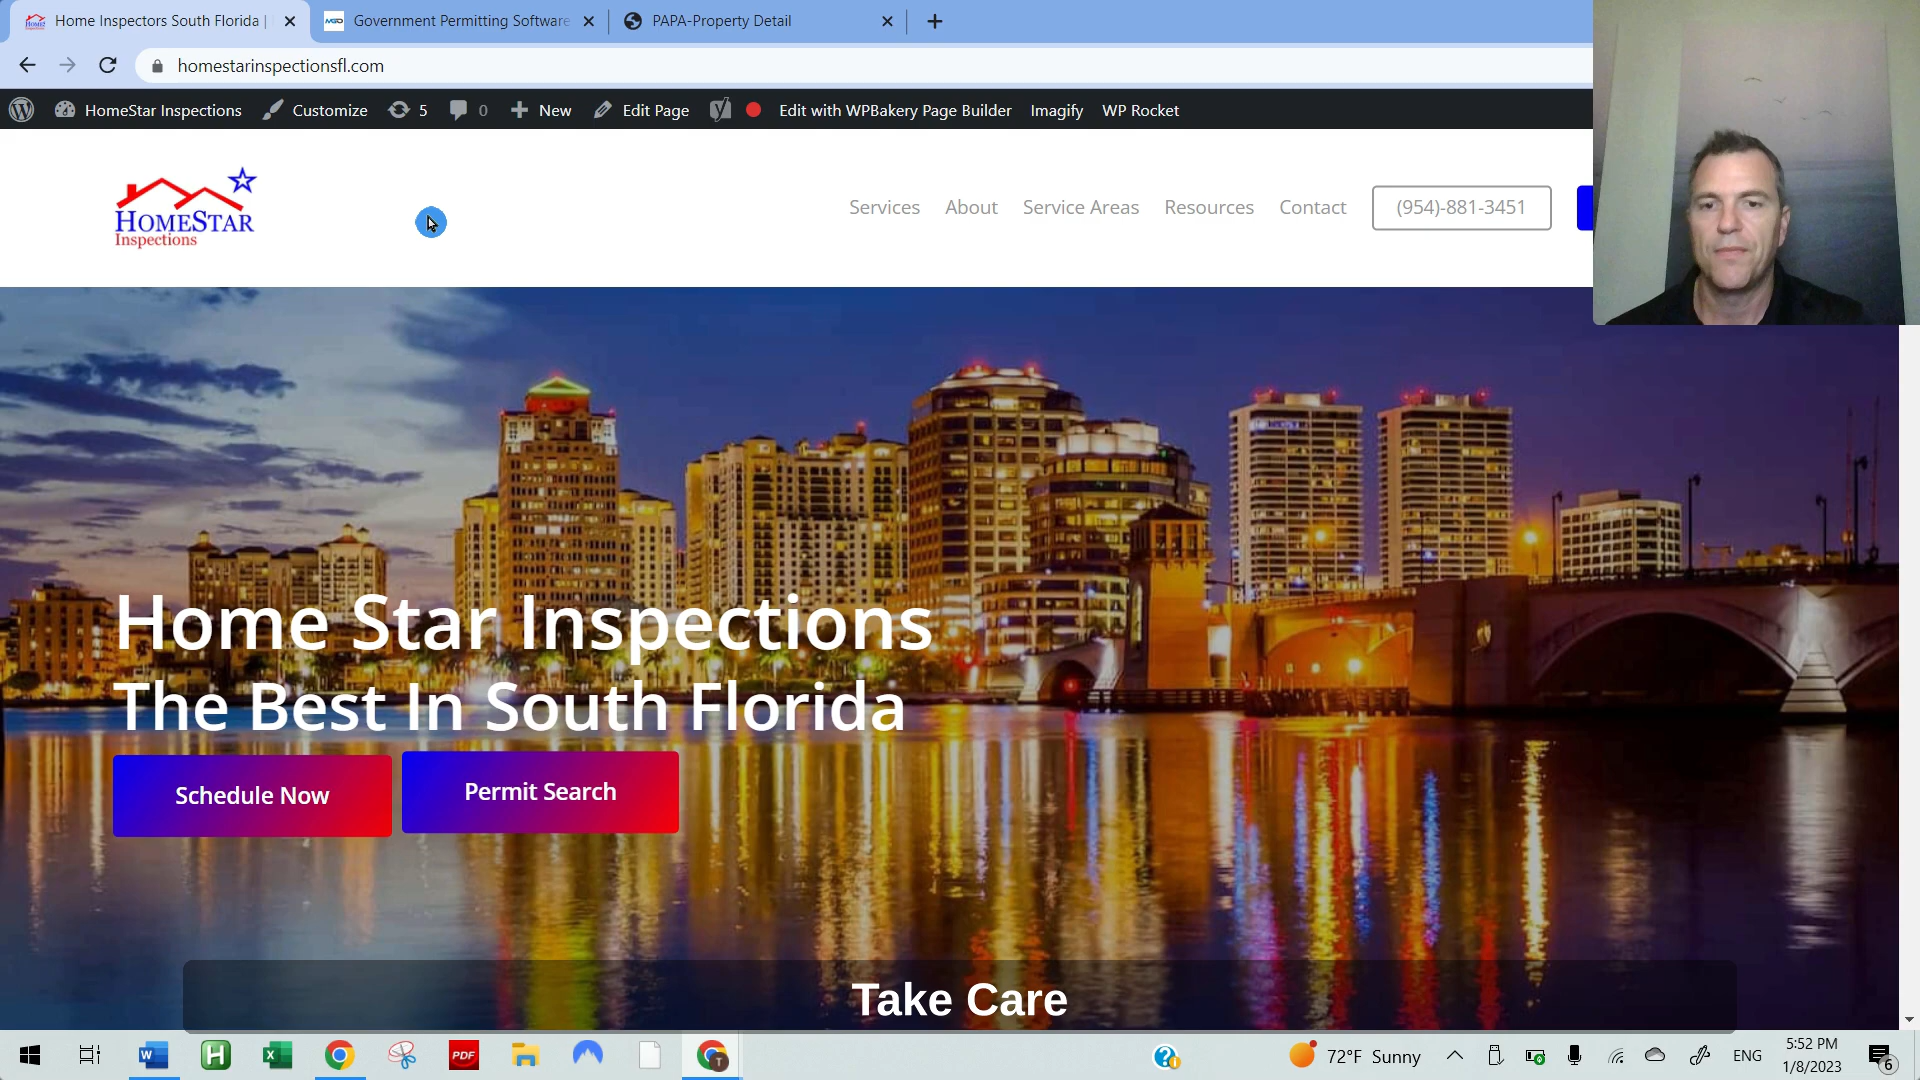 Home Inspectors South Florida |
Government Permitting Software
PAPA-Property Detail
homestarinspectionsfl.com
HomeStar Inspections
Customize
5
0
New
Edit Page
Edit with WPBakery Page Builder
Imagify
WP Rocket
HOMESTAR
Inspections
Services
About
Service Areas
Resources
Contact
(954)-881-3451
Home Star Inspections
The Best In South Florida
Schedule Now
Permit Search
Take Care
PDF
72°F Sunny
ENG
5:52 PM
1/8/2023
6